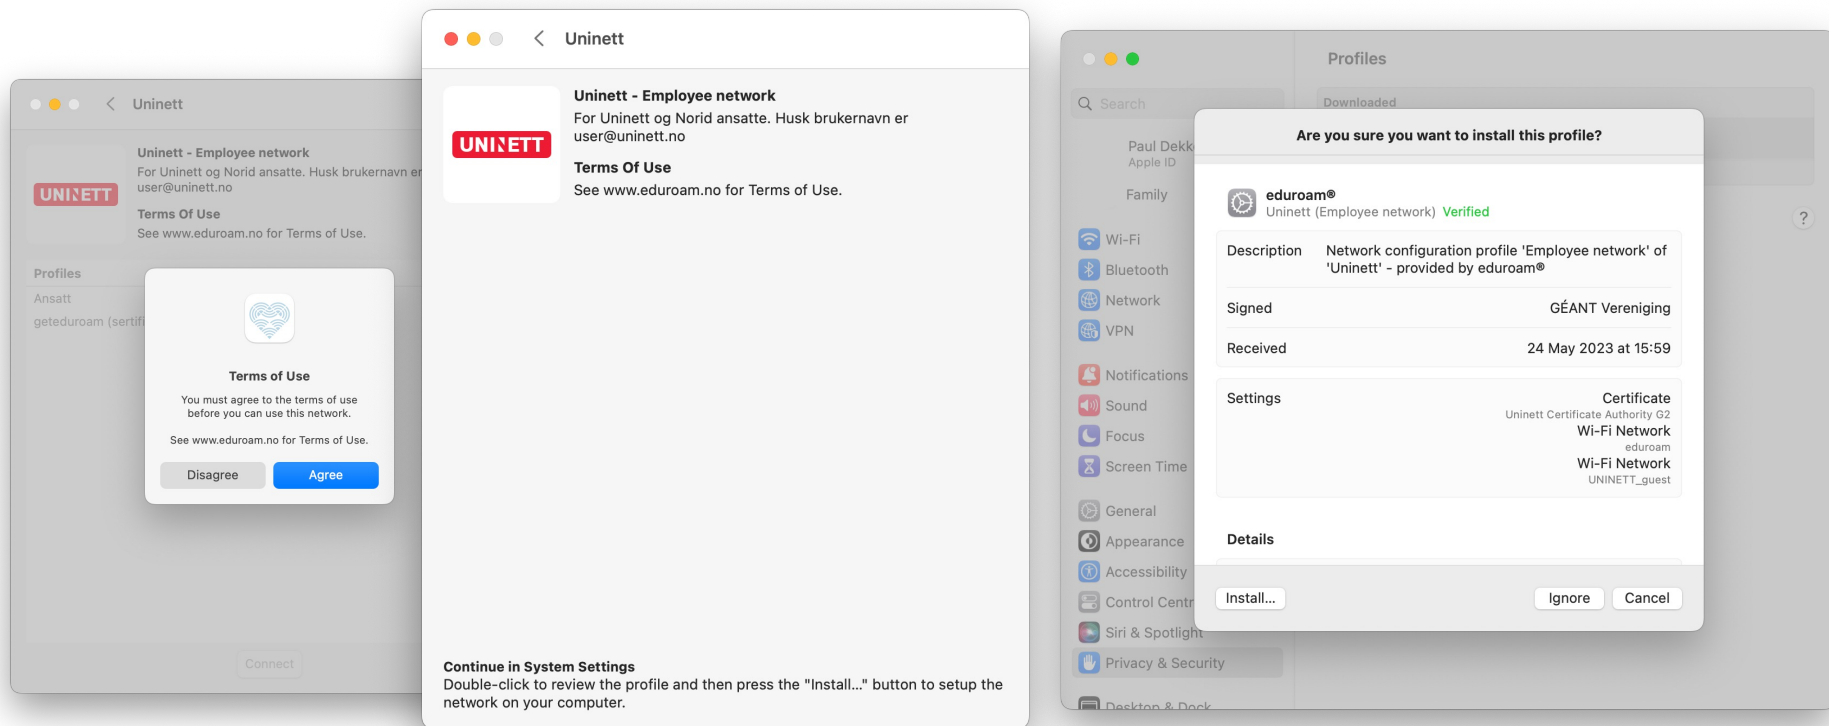 Uninett
UNINETT
Uninett - Employee network
For Uninett og Norid ansatte. Husk brukernavn er
user@uninett.no
Terms Of Use
See www.eduroam.no for Terms of Use.
Profiles
Ansatt
geteduroam (sertifi
Terms of Use
You must agree to the terms of use
before you can use this network.
See www.eduroam.no for Terms of Use.
Disagree
Agree
Connect
Uninett
UNINETT
Uninett - Employee network
For Uninett og Norid ansatte. Husk brukernavn er
user@uninett.no
Terms Of Use
See www.eduroam.no for Terms of Use.
Continue in System Settings
Double-click to review the profile and then press the "Install..." button to setup the
network on your computer.
Search
Paul Dekk
Apple ID
Family
Wi-Fi
Bluetooth
Network
VPN
Notifications
Sound
Focus
Screen Time
General
Appearance
Accessibility
Control Centr
Siri & Spotlight
Privacy & Security
Desktop & Dock
Profiles
Downloaded
?
Are you sure you want to install this profile?
eduroam®
Uninett (Employee network) Verified
Description Network configuration profile 'Employee network' of
'Uninett' - provided by eduroam®
Signed GÉANT Vereniging
Received 24 May 2023 at 15:59
Settings Certificate
Uninett Certificate Authority G2
Wi-Fi Network
eduroam
Wi-Fi Network
UNINETT_guest
Details
Install...
Ignore
Cancel